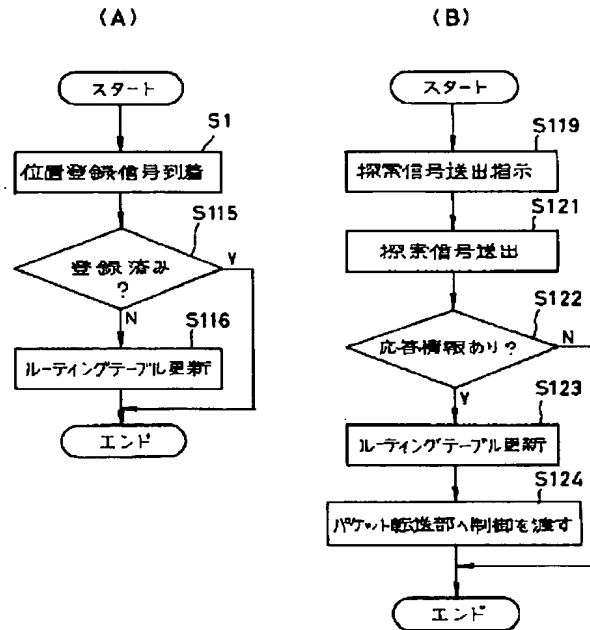 (A)
スタート
S1
位置登録信号到着
S115
登録済み
?
Y
N
S116
ルーティングテーブル更新
エンド
(B)
スタート
S119
探索信号送出指示
S121
探索信号送出
S122
応答情報あり?
N
Y
S123
ルーティングテーブル更新
S124
パケット転送部へ制御を渡す
エンド